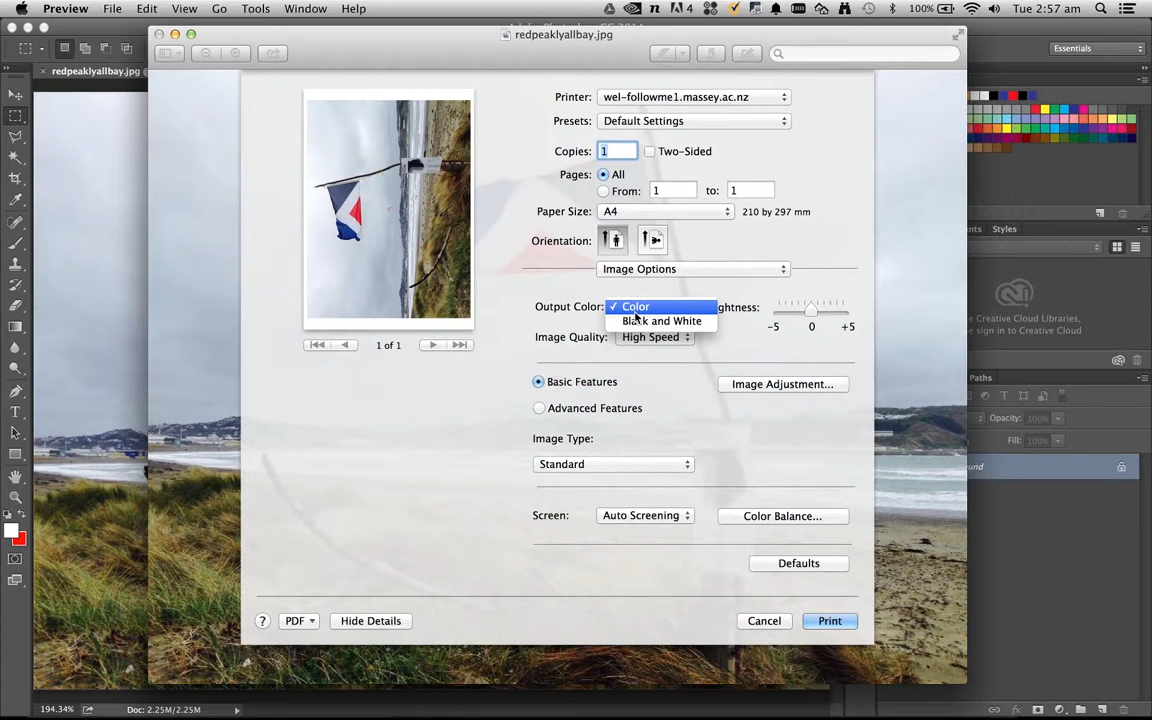 Preview File Edit View Go Tools Window Help 4 100% Tue 2:57 am
redpeaklyallbay.jpg
Essentials
redpeaklyallbay.jpg @
Printer: wel-followme1.massey.ac.nz
Presets: Default Settings
Copies: 1 Two-Sided
Pages: All
From: 1 to: 1
Paper Size: A4 210 by 297 mm
Orientation:
Image Options
Output Color: Color ghtness:
Black and White
-5 0 +5
Image Quality: High Speed
1 of 1
Basic Features Image Adjustment...
Advanced Features
Image Type:
Standard
Screen: Auto Screening Color Balance...
Defaults
? PDF Hide Details Cancel Print
ents Styles
Creative Cloud Libraries,
se sign in to Creative Cloud
Paths
Opacity: 100%
Fill: 100%
ound
194.34% Doc: 2.25M/2.25M